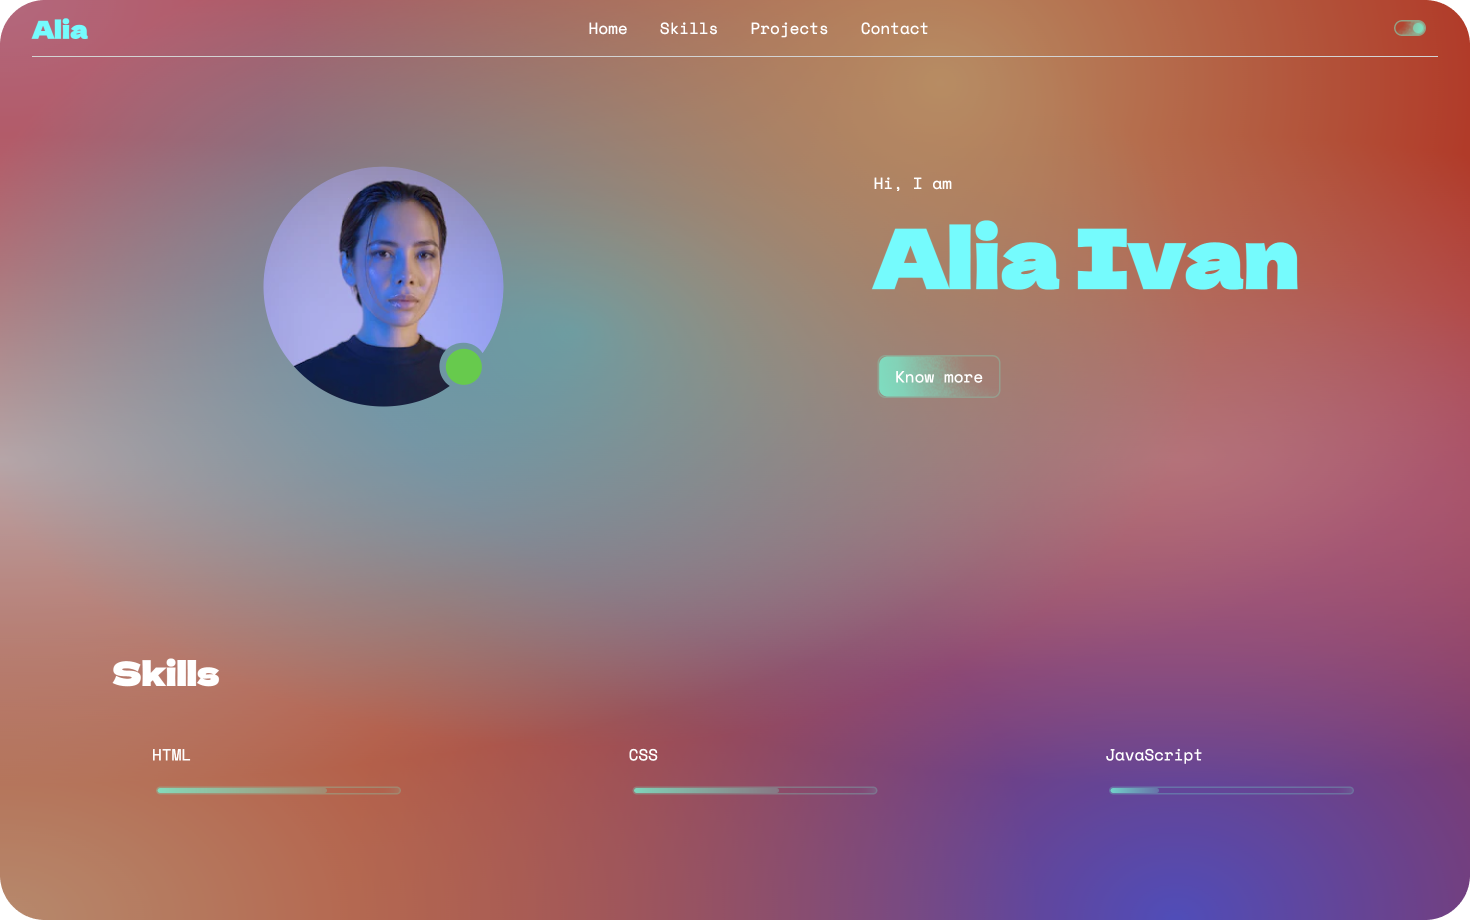 Alia
Home Skills Projects Contact
Hi, I am
Alia Ivan
Know more
Skills
HTML CSS JavaScript